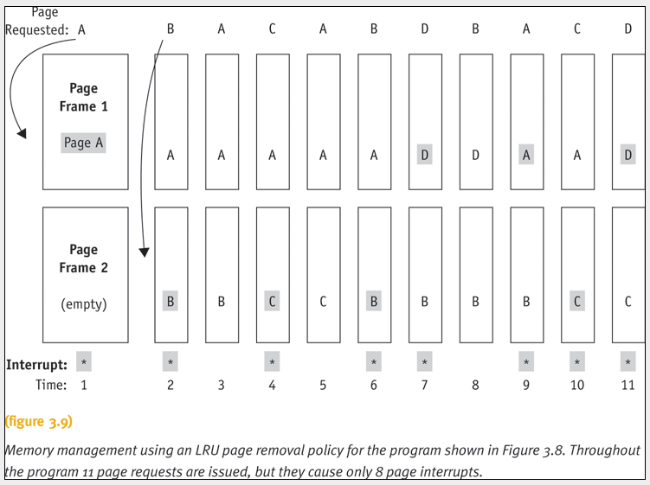 Page
Requested: A B A C A B D B A C D
Page
Frame 1
Page A
A A A A A D D A A D
Page
Frame 2
(empty)
B B C C B B B B C C
Interrupt: * * * * * * * *
Time: 1 2 3 4 5 6 7 8 9 10 11
(figure 3.9)
Memory management using an LRU page removal policy for the program shown in Figure 3.8. Throughout
the program 11 page requests are issued, but they cause only 8 page interrupts.